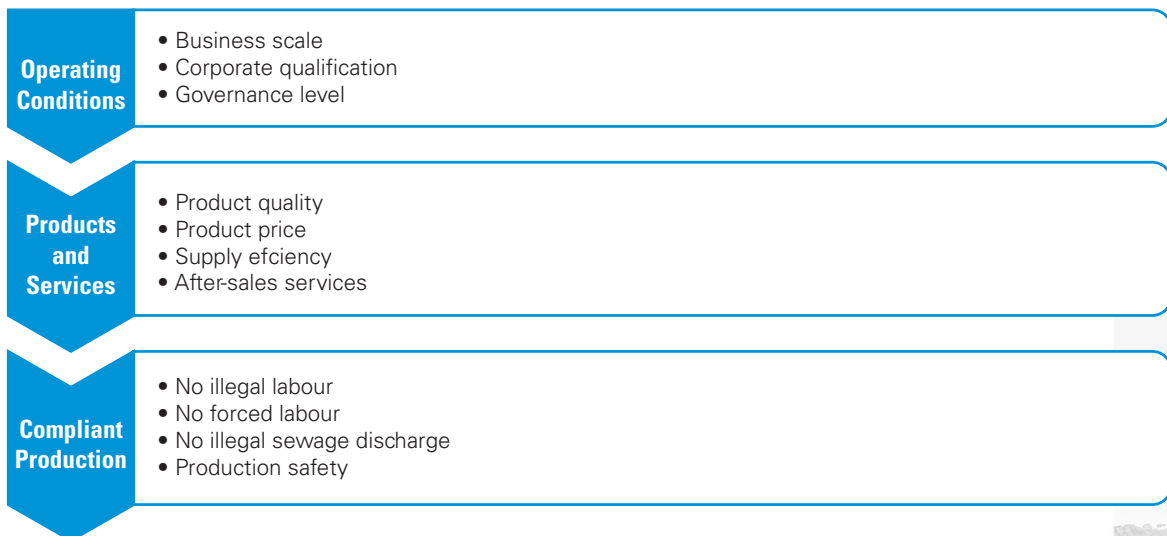 Operating
Conditions
• Business scale
• Corporate qualification
• Governance level
Products
and
Services
• Product quality
• Product price
• Supply efciency
• After-sales services
Compliant
Production
• No illegal labour
• No forced labour
• No illegal sewage discharge
• Production safety